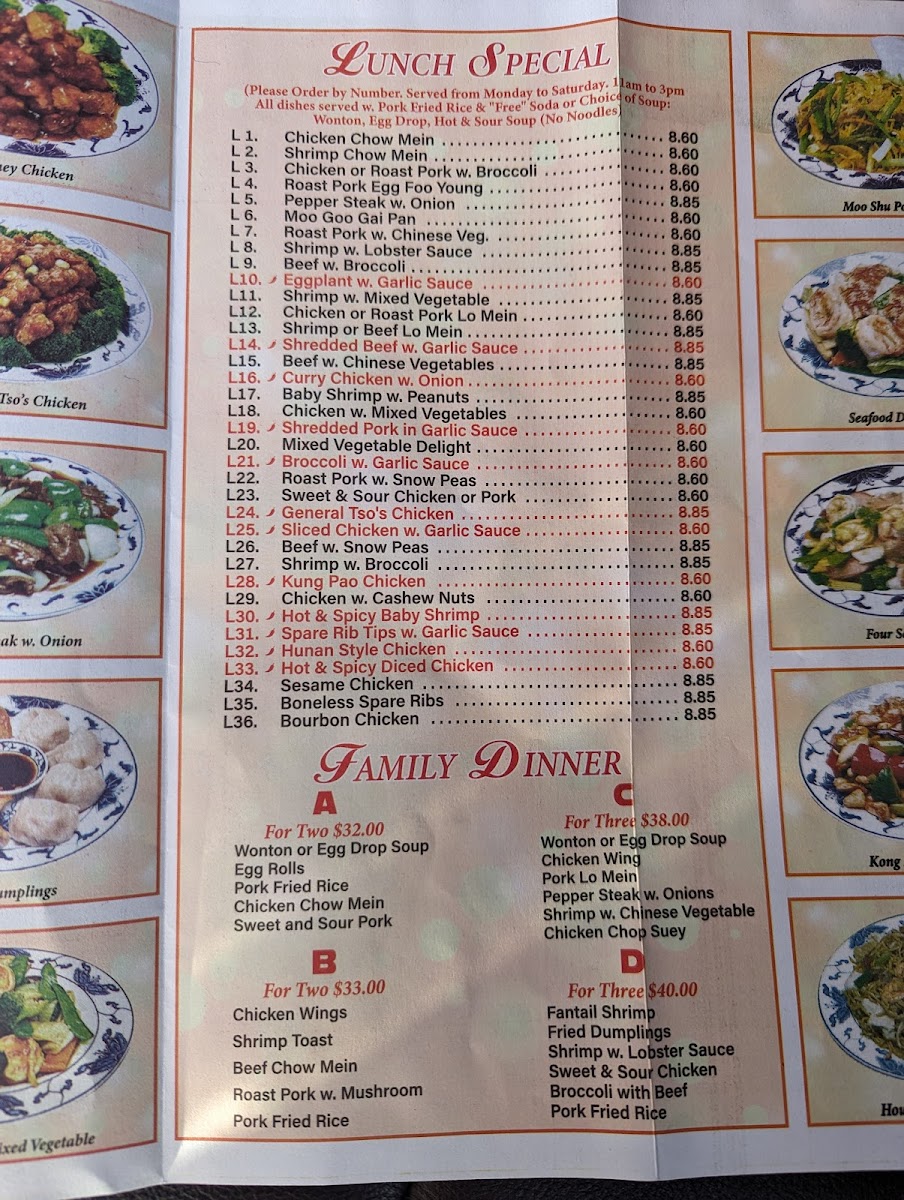 LUNCH SPECIAL
(Please Order by Number. Served from Monday to Saturday. 11am to 3pm
All dishes served w. Pork Fried Rice & "Free" Soda or Choice of Soup:
Wonton, Egg Drop, Hot & Sour Soup (No Noodles)
L 1. Chicken Chow Mein 8.60
L 2. Shrimp Chow Mein 8.60
L 3. Chicken or Roast Pork w. Broccoli 8.60
L 4. Roast Pork Egg Foo Young 8.60
L 5. Pepper Steak w. Onion 8.85
L 6. Moo Goo Gai Pan 8.60
L 7. Roast Pork w. Chinese Veg. 8.60
L 8. Shrimp w. Lobster Sauce 8.85
L 9. Beef w. Broccoli 8.85
L10. Eggplant w. Garlic Sauce 8.60
L11. Shrimp w. Mixed Vegetable 8.85
L12. Chicken or Roast Pork Lo Mein 8.60
L13. Shrimp or Beef Lo Mein 8.85
L14. Shredded Beef w. Garlic Sauce 8.85
L15. Beef w. Chinese Vegetables 8.85
L16. Curry Chicken w. Onion 8.60
L17. Baby Shrimp w. Peanuts 8.85
L18. Chicken w. Mixed Vegetables 8.60
L19. Shredded Pork in Garlic Sauce 8.60
L20. Mixed Vegetable Delight 8.60
L21. Broccoli w. Garlic Sauce 8.60
L22. Roast Pork w. Snow Peas 8.60
L23. Sweet & Sour Chicken or Pork 8.60
L24. General Tso's Chicken 8.85
L25. Sliced Chicken w. Garlic Sauce 8.60
L26. Beef w. Snow Peas 8.85
L27. Shrimp w. Broccoli 8.85
L28. Kung Pao Chicken 8.60
L29. Chicken w. Cashew Nuts 8.60
L30. Hot & Spicy Baby Shrimp 8.85
L31. Spare Rib Tips w. Garlic Sauce 8.85
L32. Hunan Style Chicken 8.60
L33. Hot & Spicy Diced Chicken 8.60
L34. Sesame Chicken 8.85
L35. Boneless Spare Ribs 8.85
L36. Bourbon Chicken 8.85
FAMILY DINNER
A
For Two $32.00
Wonton or Egg Drop Soup
Egg Rolls
Pork Fried Rice
Chicken Chow Mein
Sweet and Sour Pork
B
For Two $33.00
Chicken Wings
Shrimp Toast
Beef Chow Mein
Roast Pork w. Mushroom
Pork Fried Rice
C
For Three $38.00
Wonton or Egg Drop Soup
Chicken Wing
Pork Lo Mein
Pepper Steak w. Onions
Shrimp w. Chinese Vegetable
Chicken Chop Suey
D
For Three $40.00
Fantail Shrimp
Fried Dumplings
Shrimp w. Lobster Sauce
Sweet & Sour Chicken
Broccoli with Beef
Pork Fried Rice
Chicken
Tso's Chicken
w. Onion
Vegetable
Moo Shu
Seafood
Four
Kong